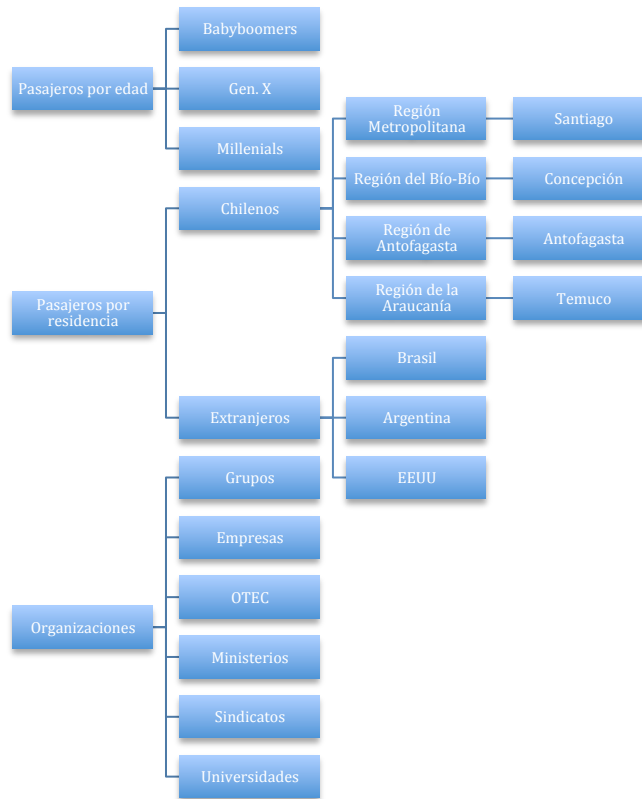 Pasajeros por edad
Babyboomers
Gen. X
Millenials
Pasajeros por
residencia
Chilenos
Región
Metropolitana
Santiago
Región del Bío-Bío
Concepción
Región de
Antofagasta
Antofagasta
Región de la
Araucanía
Temuco
Extranjeros
Brasil
Argentina
EEUU
Organizaciones
Grupos
Empresas
OTEC
Ministerios
Sindicatos
Universidades